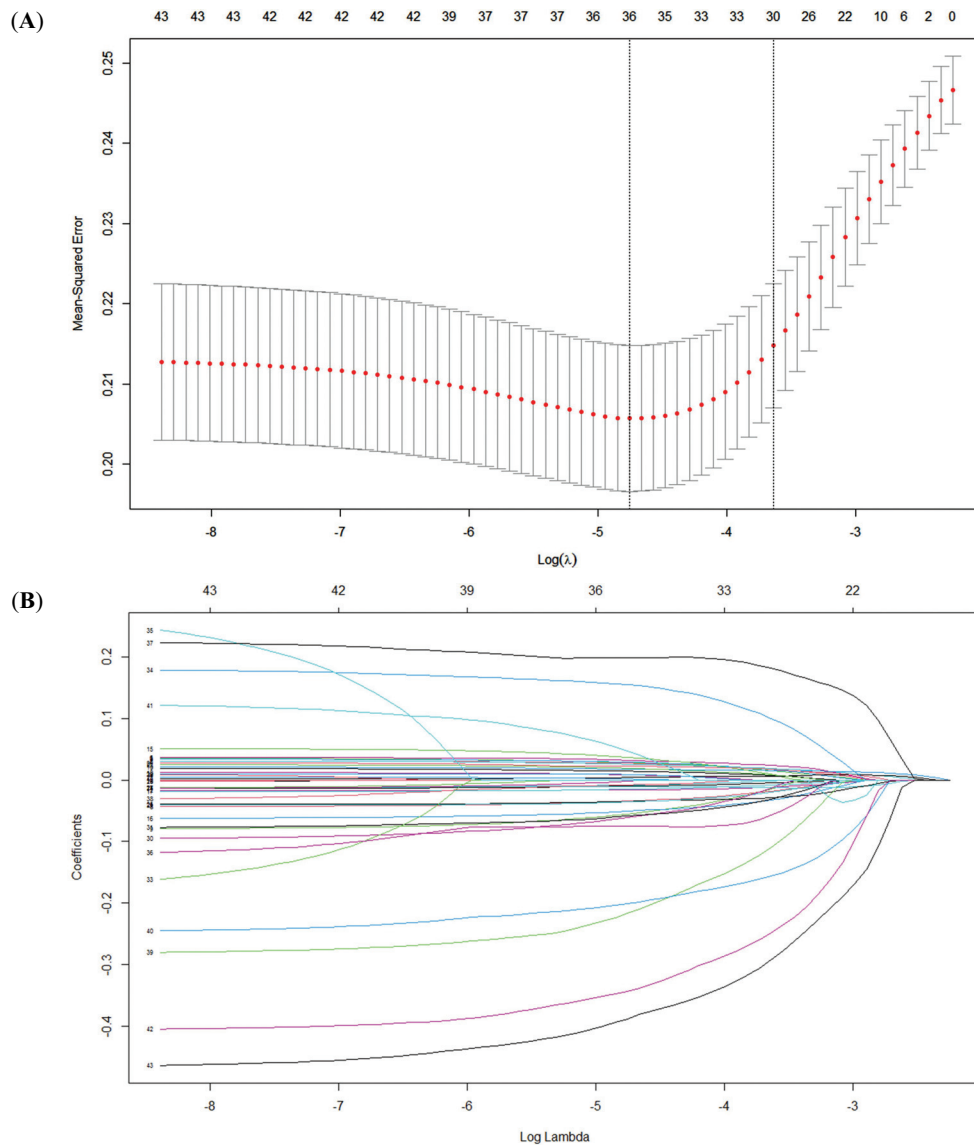 (A)
43 43 43 42 42 42 42 39 37 37 37 36 36 35 33 33 30 26 22 10 6 2 0
0.25
0.24
0.23
0.22
0.21
0.20
Mean-Squared Error
-8 -7 -6 -5 -4 -3
Log(λ)
(B)
43 42 39 36 33 22
0.2
0.1
0.0
-0.1
-0.2
-0.3
-0.4
Coefficients
35
37
24
41
15
16
30
36
33
40
39
42
43
-8 -7 -6 -5 -4 -3
Log Lambda